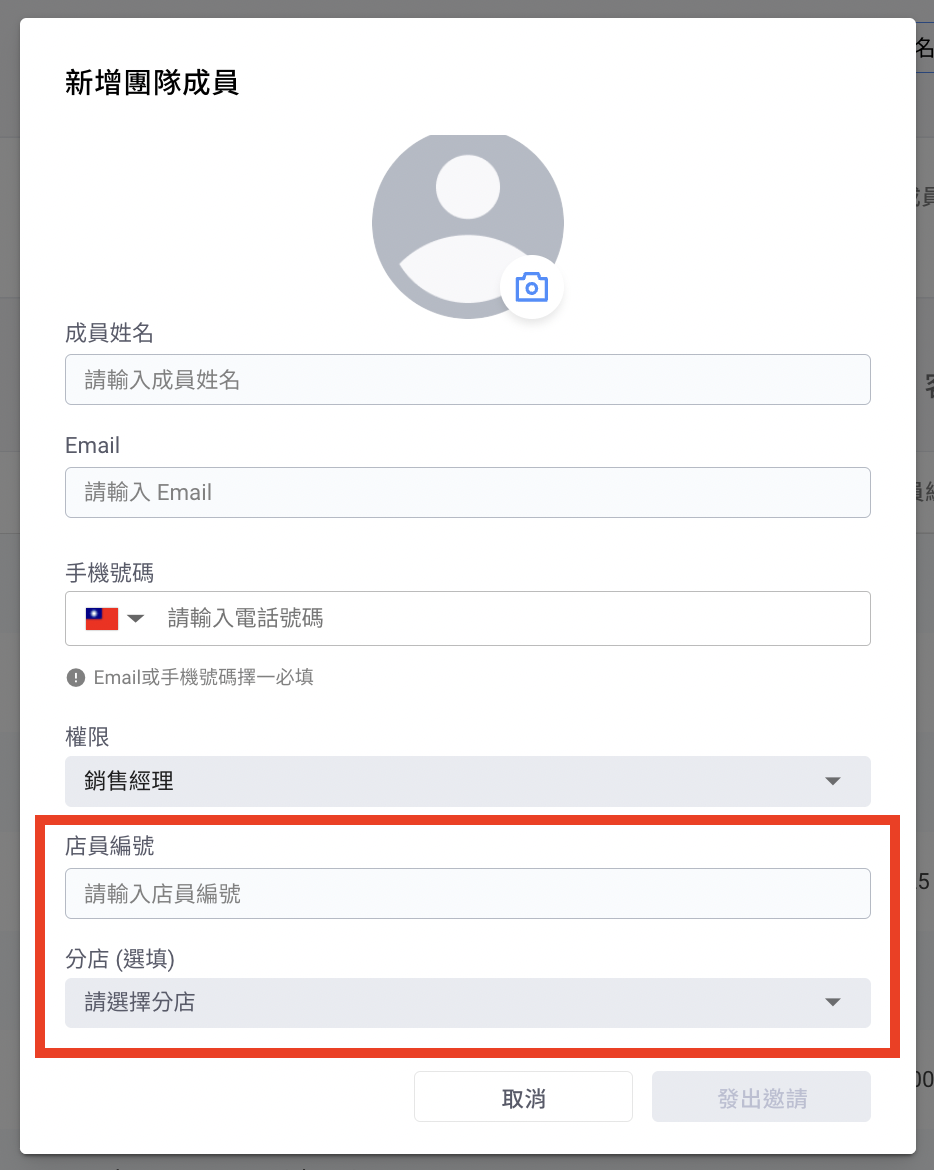 新增團隊成員
成員姓名
請輸入成員姓名
Email
請輸入 Email
手機號碼
請輸入電話號碼
Email或手機號碼擇一必填
權限
銷售經理
店員編號
請輸入店員編號
分店 (選填)
請選擇分店
取消
發出邀請
名
員
5
00